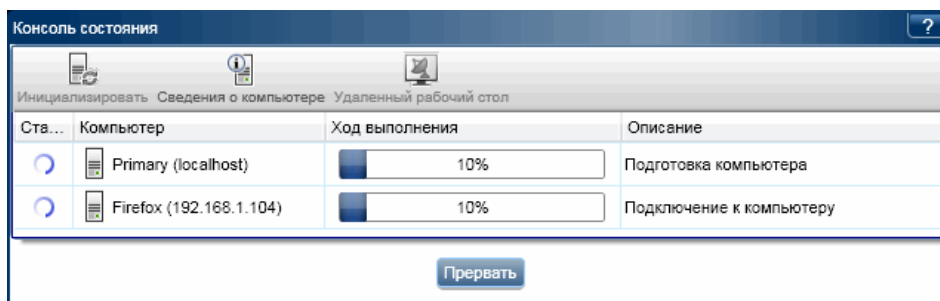 Консоль состояния ?
Инициализировать Сведения о компьютере Удаленный рабочий стол
Ста... Компьютер Ход выполнения Описание
Primary (localhost) 10% Подготовка компьютера
Firefox (192.168.1.104) 10% Подключение к компьютеру
Прервать